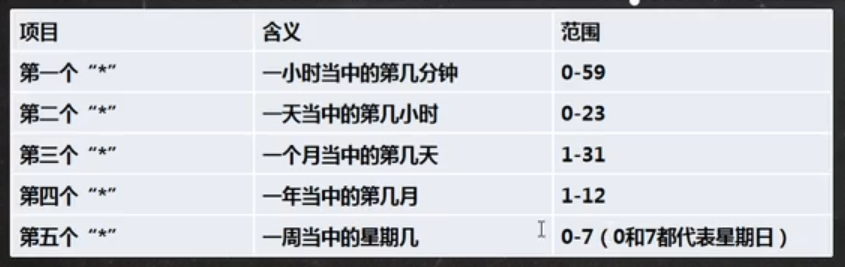 项目 含义 范围
第一个“*” 一小时当中的第几分钟 0-59
第二个“*” 一天当中的第几小时 0-23
第三个“*” 一个月当中的第几天 1-31
第四个“*” 一年当中的第几月 1-12
第五个“*” 一周当中的星期几 0-7（0和7都代表星期日）